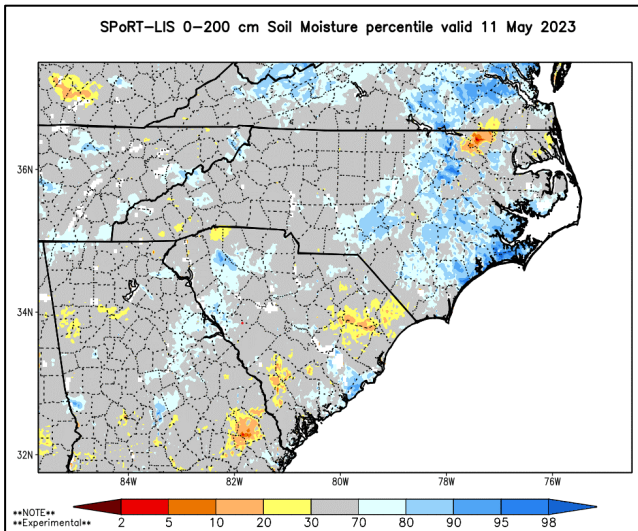 SPoRT-LIS 0-200 cm Soil Moisture percentile valid 11 May 2023
36N
34N
32N
82W 80W 78W 76W
**NOTE**
**Experimental**
2 5 10 20 30 70 80 90 95 98